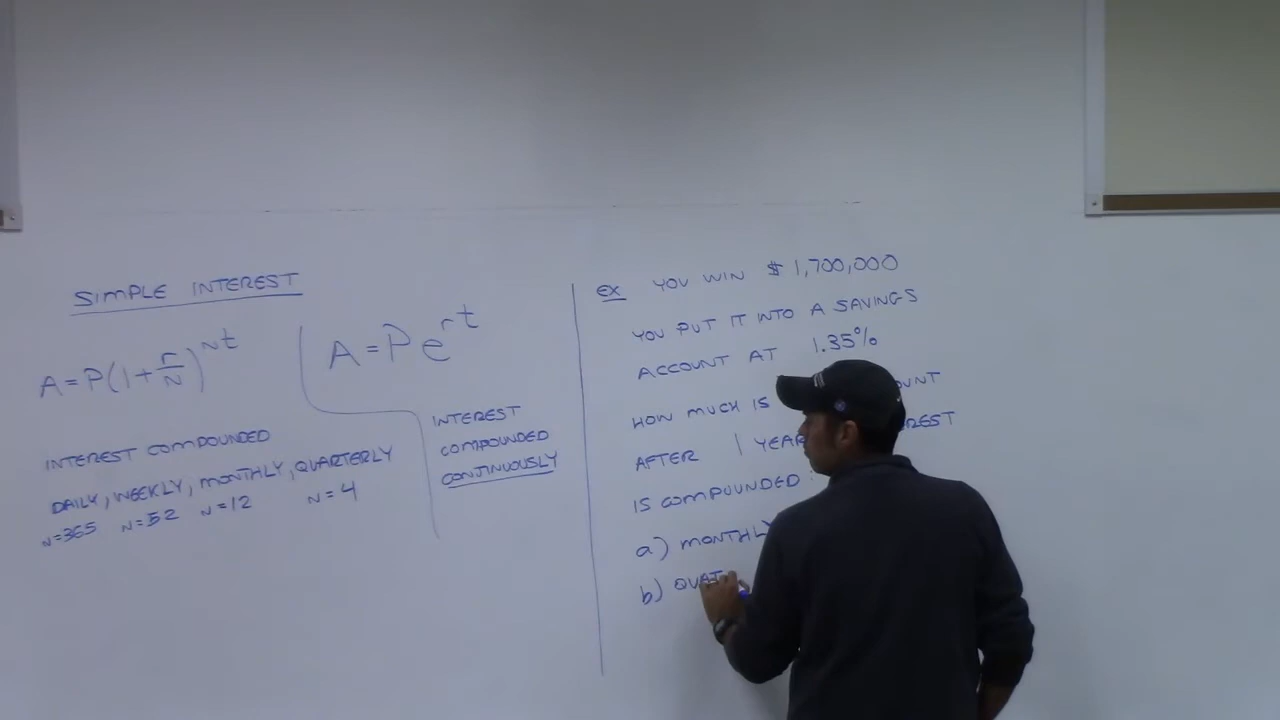 SIMPLE INTEREST
A=P(1+r/N)^Nt
A=Pe^rt
INTEREST COMPOUNDED
DAILY, WEEKLY, MONTHLY, QUARTERLY
N=365 N=52 N=12 N=4
INTEREST
COMPOUNDED
CONTINUOUSLY
EX YOU WIN $1,700,000
YOU PUT IT INTO A SAVINGS
ACCOUNT AT 1.35%
HOW MUCH IS
AFTER 1 YEAR
IS COMPOUNDED:
a) MONTHLY
b) QUAT